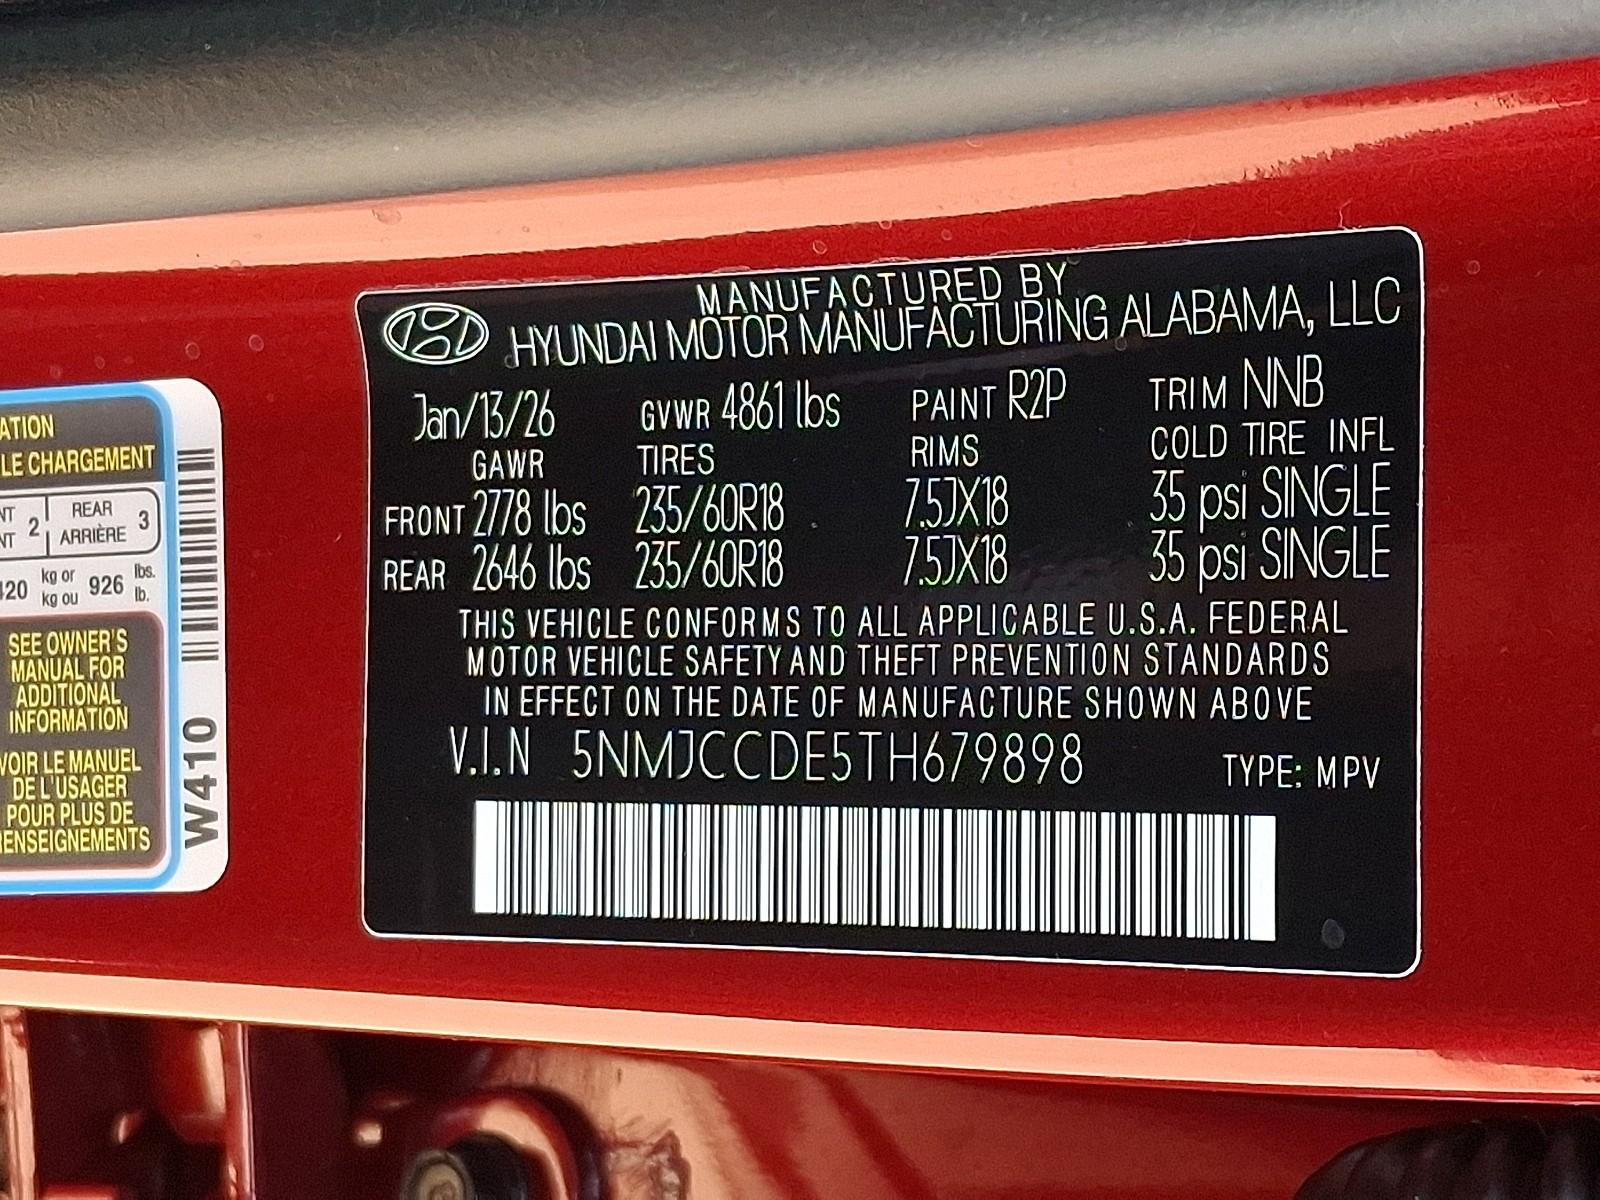 MANUFACTURED BY
HYUNDAI MOTOR MANUFACTURING ALABAMA, LLC
Jan/13/26 GVWR 4861 lbs PAINT R2P TRIM NNB
GAWR TIRES RIMS COLD TIRE INFL
FRONT 2778 lbs 235/60R18 7.5JX18 35 psi SINGLE
REAR 2646 lbs 235/60R18 7.5JX18 35 psi SINGLE
THIS VEHICLE CONFORMS TO ALL APPLICABLE U.S.A. FEDERAL
MOTOR VEHICLE SAFETY AND THEFT PREVENTION STANDARDS
IN EFFECT ON THE DATE OF MANUFACTURE SHOWN ABOVE
V.I.N 5NMJCCDE5TH679898 TYPE: MPV
ATION
LE CHARGEMENT
NT 2 REAR 3
NT ARRIÈRE
420 kg or 926 lbs.
kg ou lb.
SEE OWNER'S
MANUAL FOR
ADDITIONAL
INFORMATION
VOIR LE MANUEL
DE L'USAGER
POUR PLUS DE
RENSEIGNEMENTS
W410